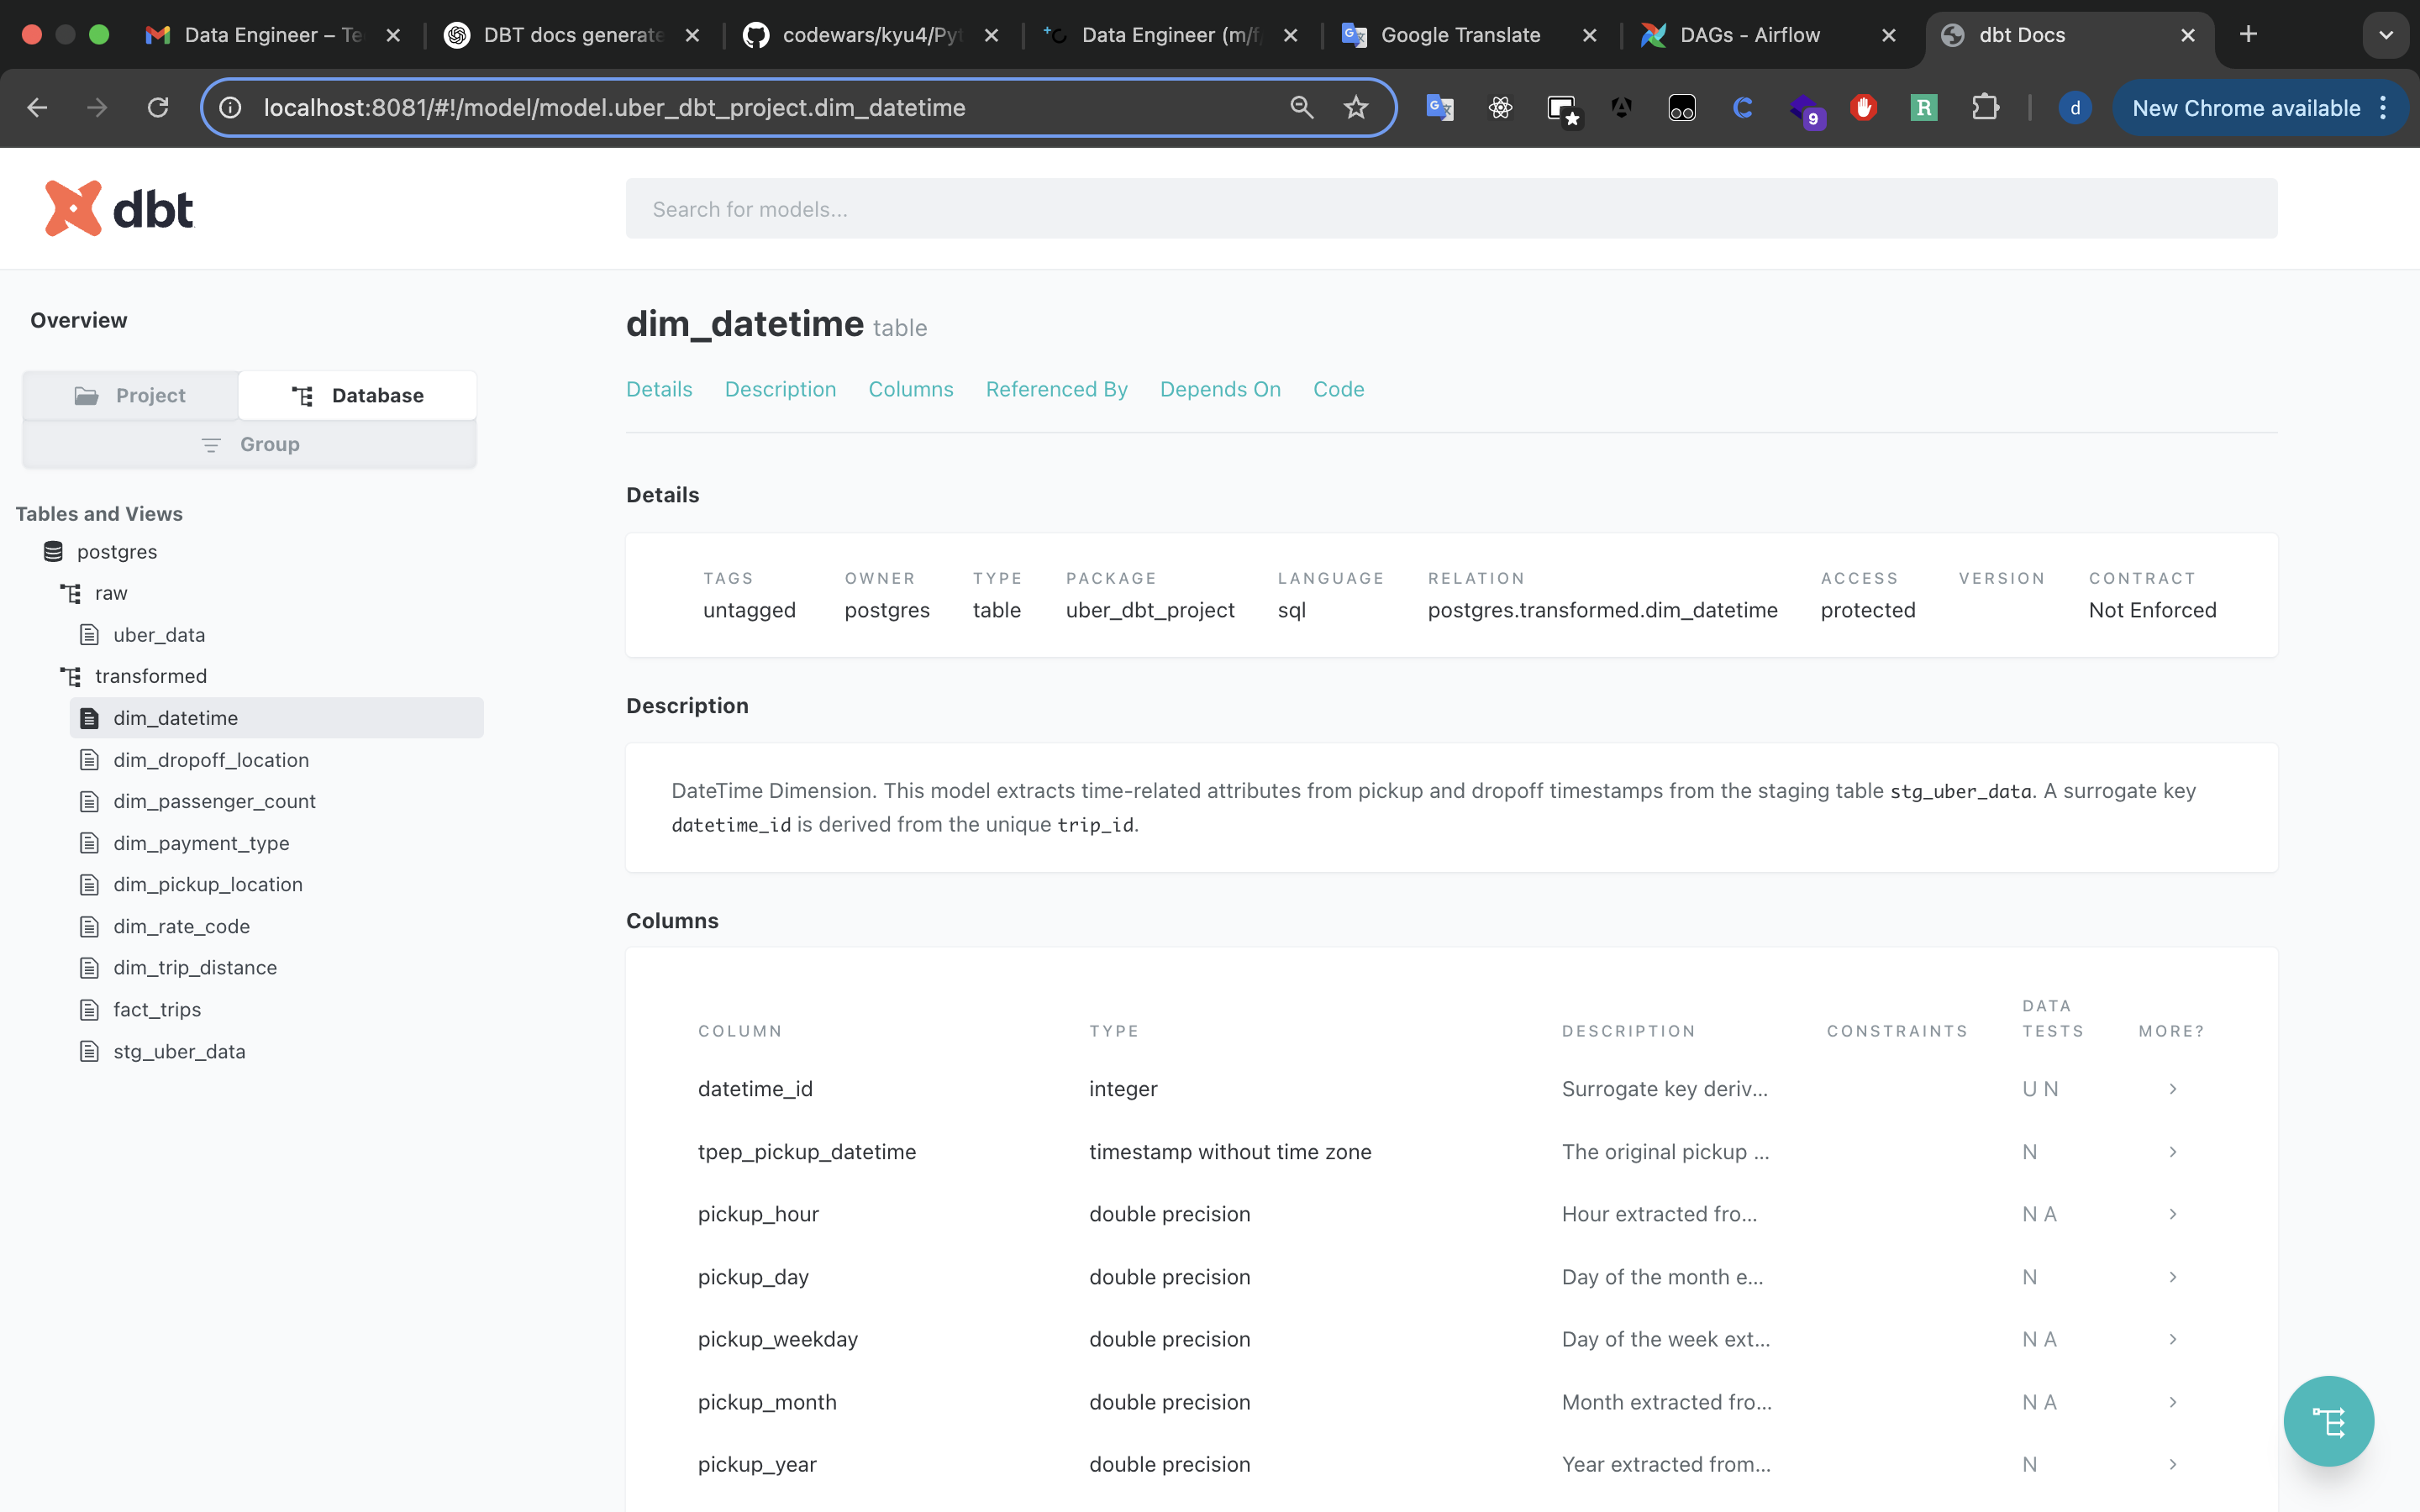 Data Engineer – Te
DBT docs generate
codewars/kyu4/Pyt
Data Engineer (m/f
Google Translate
DAGs - Airflow
dbt Docs
localhost:8081/#!/model/model.uber_dbt_project.dim_datetime
9
R
d
New Chrome available
dbt
Search for models...
Overview
Project
Database
Group
Tables and Views
postgres
raw
uber_data
transformed
dim_datetime
dim_dropoff_location
dim_passenger_count
dim_payment_type
dim_pickup_location
dim_rate_code
dim_trip_distance
fact_trips
stg_uber_data
dim_datetime table
Details Description Columns Referenced By Depends On Code
Details
TAGS OWNER TYPE PACKAGE LANGUAGE RELATION ACCESS VERSION CONTRACT
untagged postgres table uber_dbt_project sql postgres.transformed.dim_datetime protected Not Enforced
Description
DateTime Dimension. This model extracts time-related attributes from pickup and dropoff timestamps from the staging table stg_uber_data. A surrogate key
datetime_id is derived from the unique trip_id.
Columns
COLUMN TYPE DESCRIPTION CONSTRAINTS DATA TESTS MORE?
datetime_id integer Surrogate key deriv... U N
tpep_pickup_datetime timestamp without time zone The original pickup ... N
pickup_hour double precision Hour extracted fro... N A
pickup_day double precision Day of the month e... N
pickup_weekday double precision Day of the week ext... N A
pickup_month double precision Month extracted fro... N A
pickup_year double precision Year extracted from... N